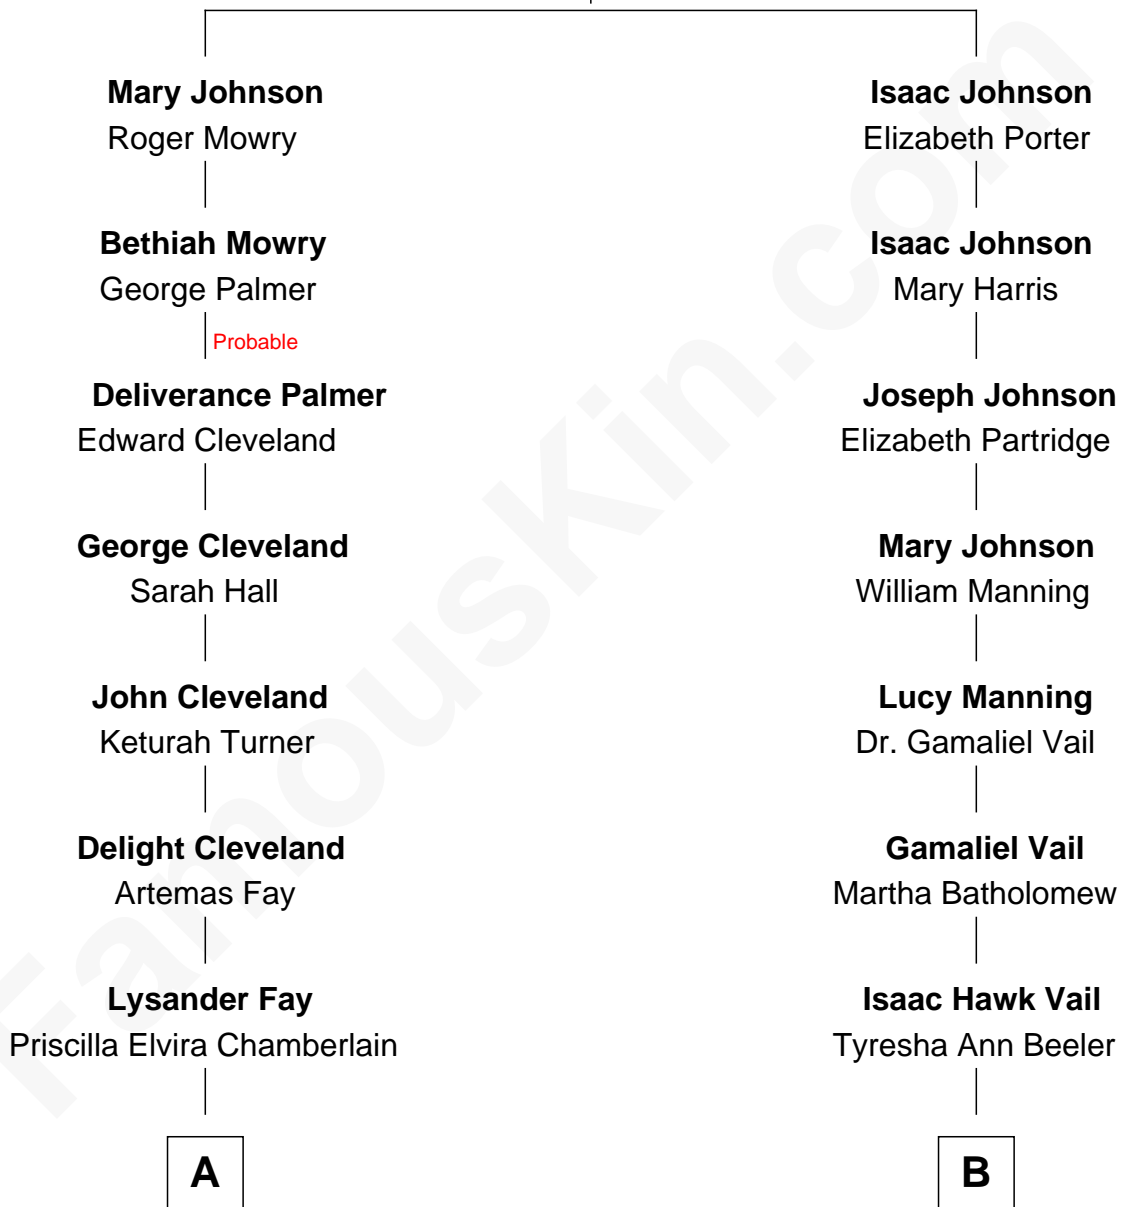 Mary Johnson
Roger Mowry
Bethiah Mowry
George Palmer
Probable
Deliverance Palmer
Edward Cleveland
George Cleveland
Sarah Hall
John Cleveland
Keturah Turner
Delight Cleveland
Artemas Fay
Lysander Fay
Priscilla Elvira Chamberlain
A
Isaac Johnson
Elizabeth Porter
Isaac Johnson
Mary Harris
Joseph Johnson
Elizabeth Partridge
Mary Johnson
William Manning
Lucy Manning
Dr. Gamaliel Vail
Gamaliel Vail
Martha Batholomew
Isaac Hawk Vail
Tyresha Ann Beeler
B
FamousKin.com